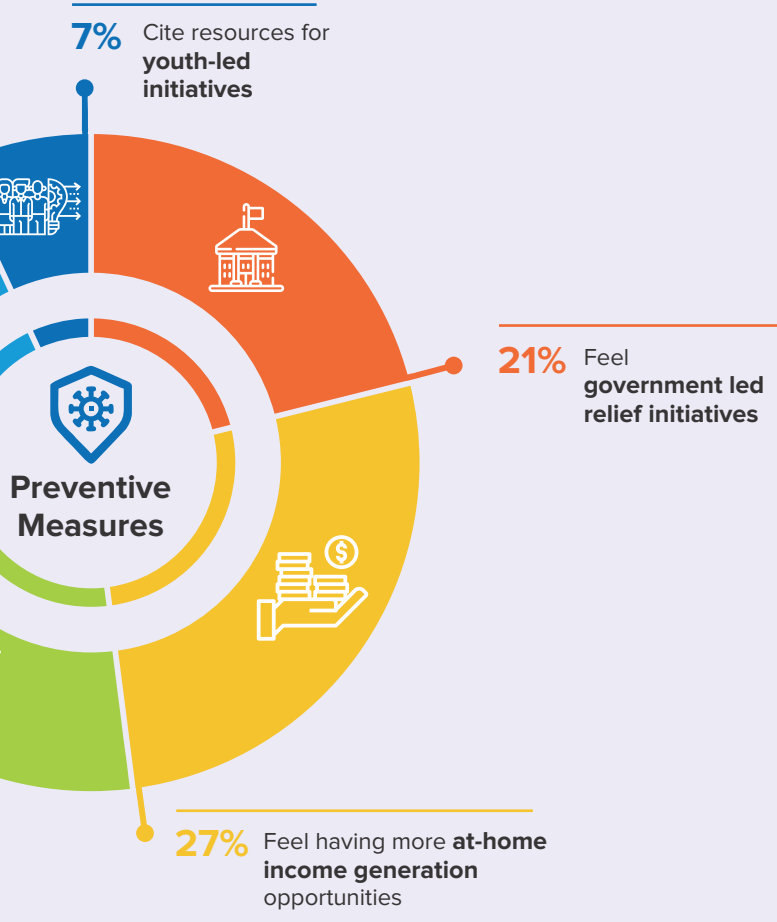 7% Cite resources for
youth-led
initiatives
21% Feel
government led
relief initiatives
Preventive
Measures
$
27% Feel having more at-home
income generation
opportunities